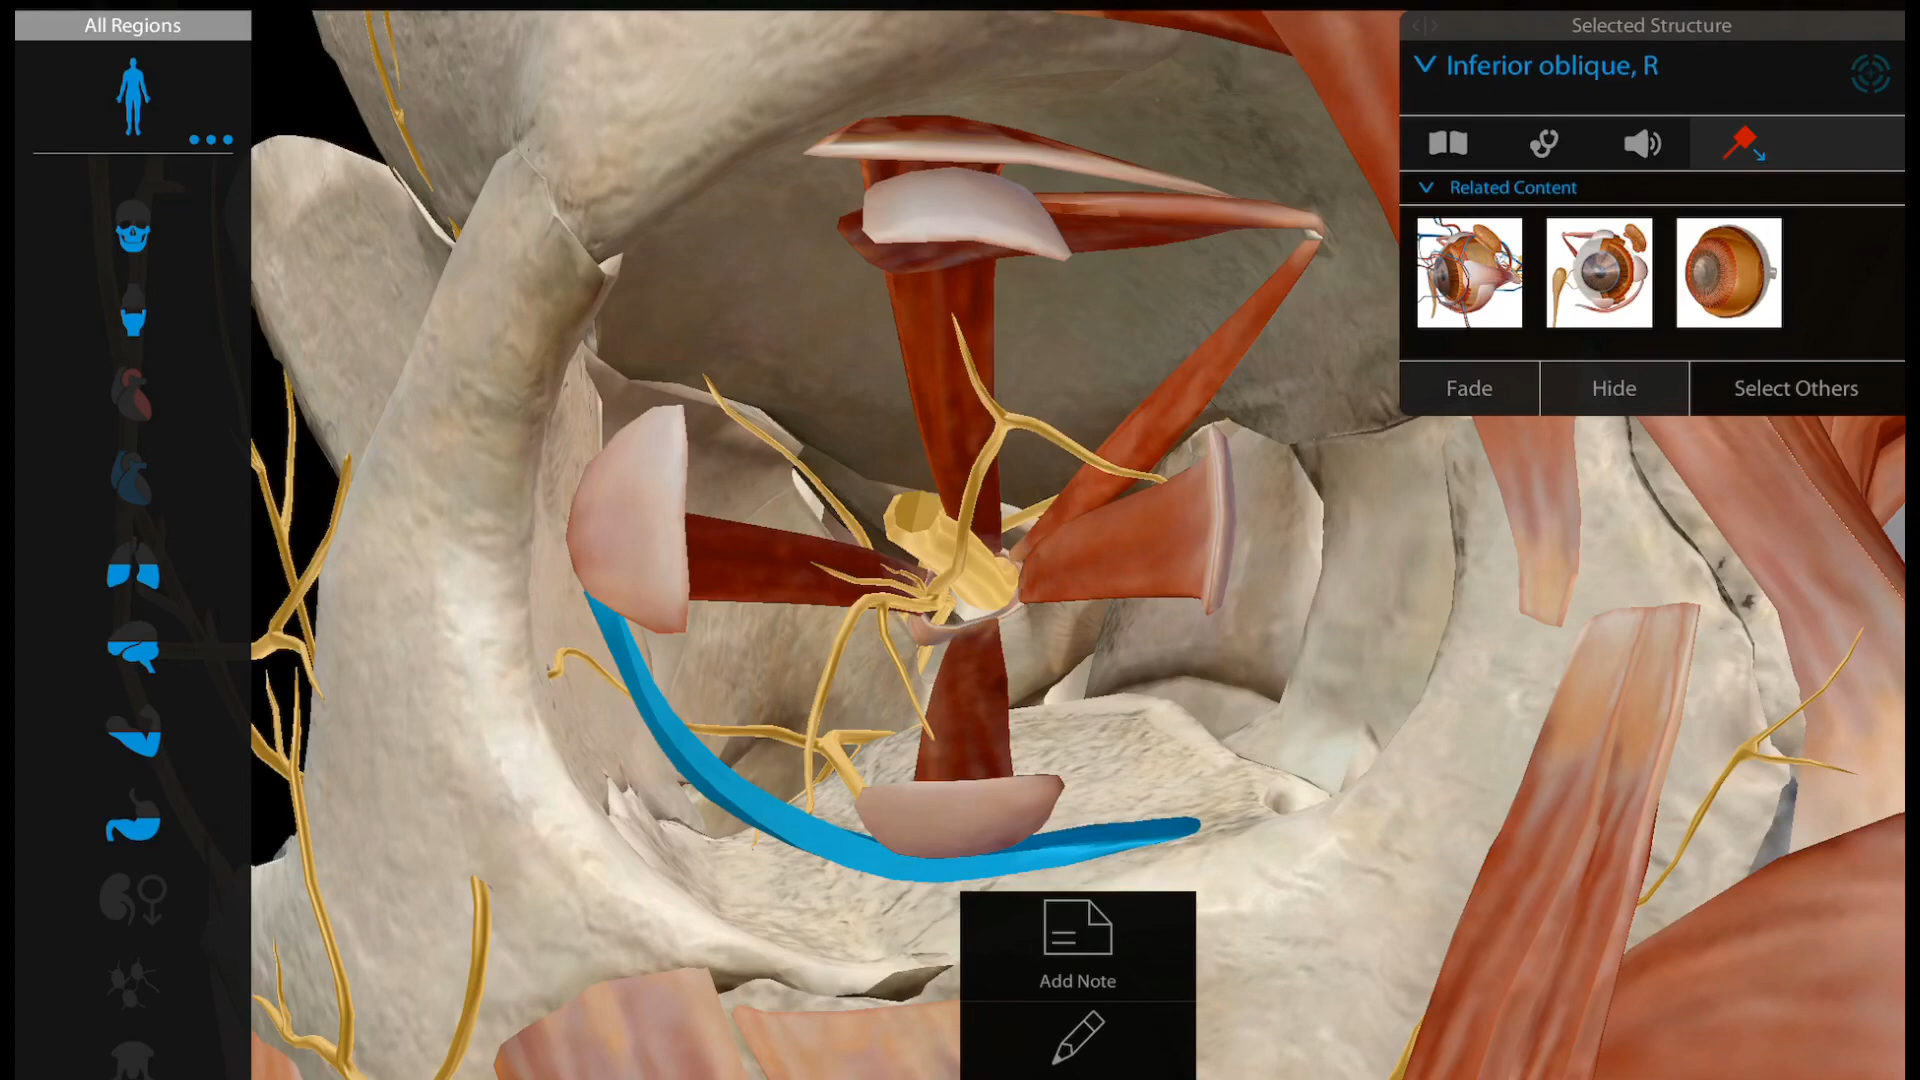 All Regions
Selected Structure
Inferior oblique, R
Related Content
Fade
Hide
Select Others
Add Note